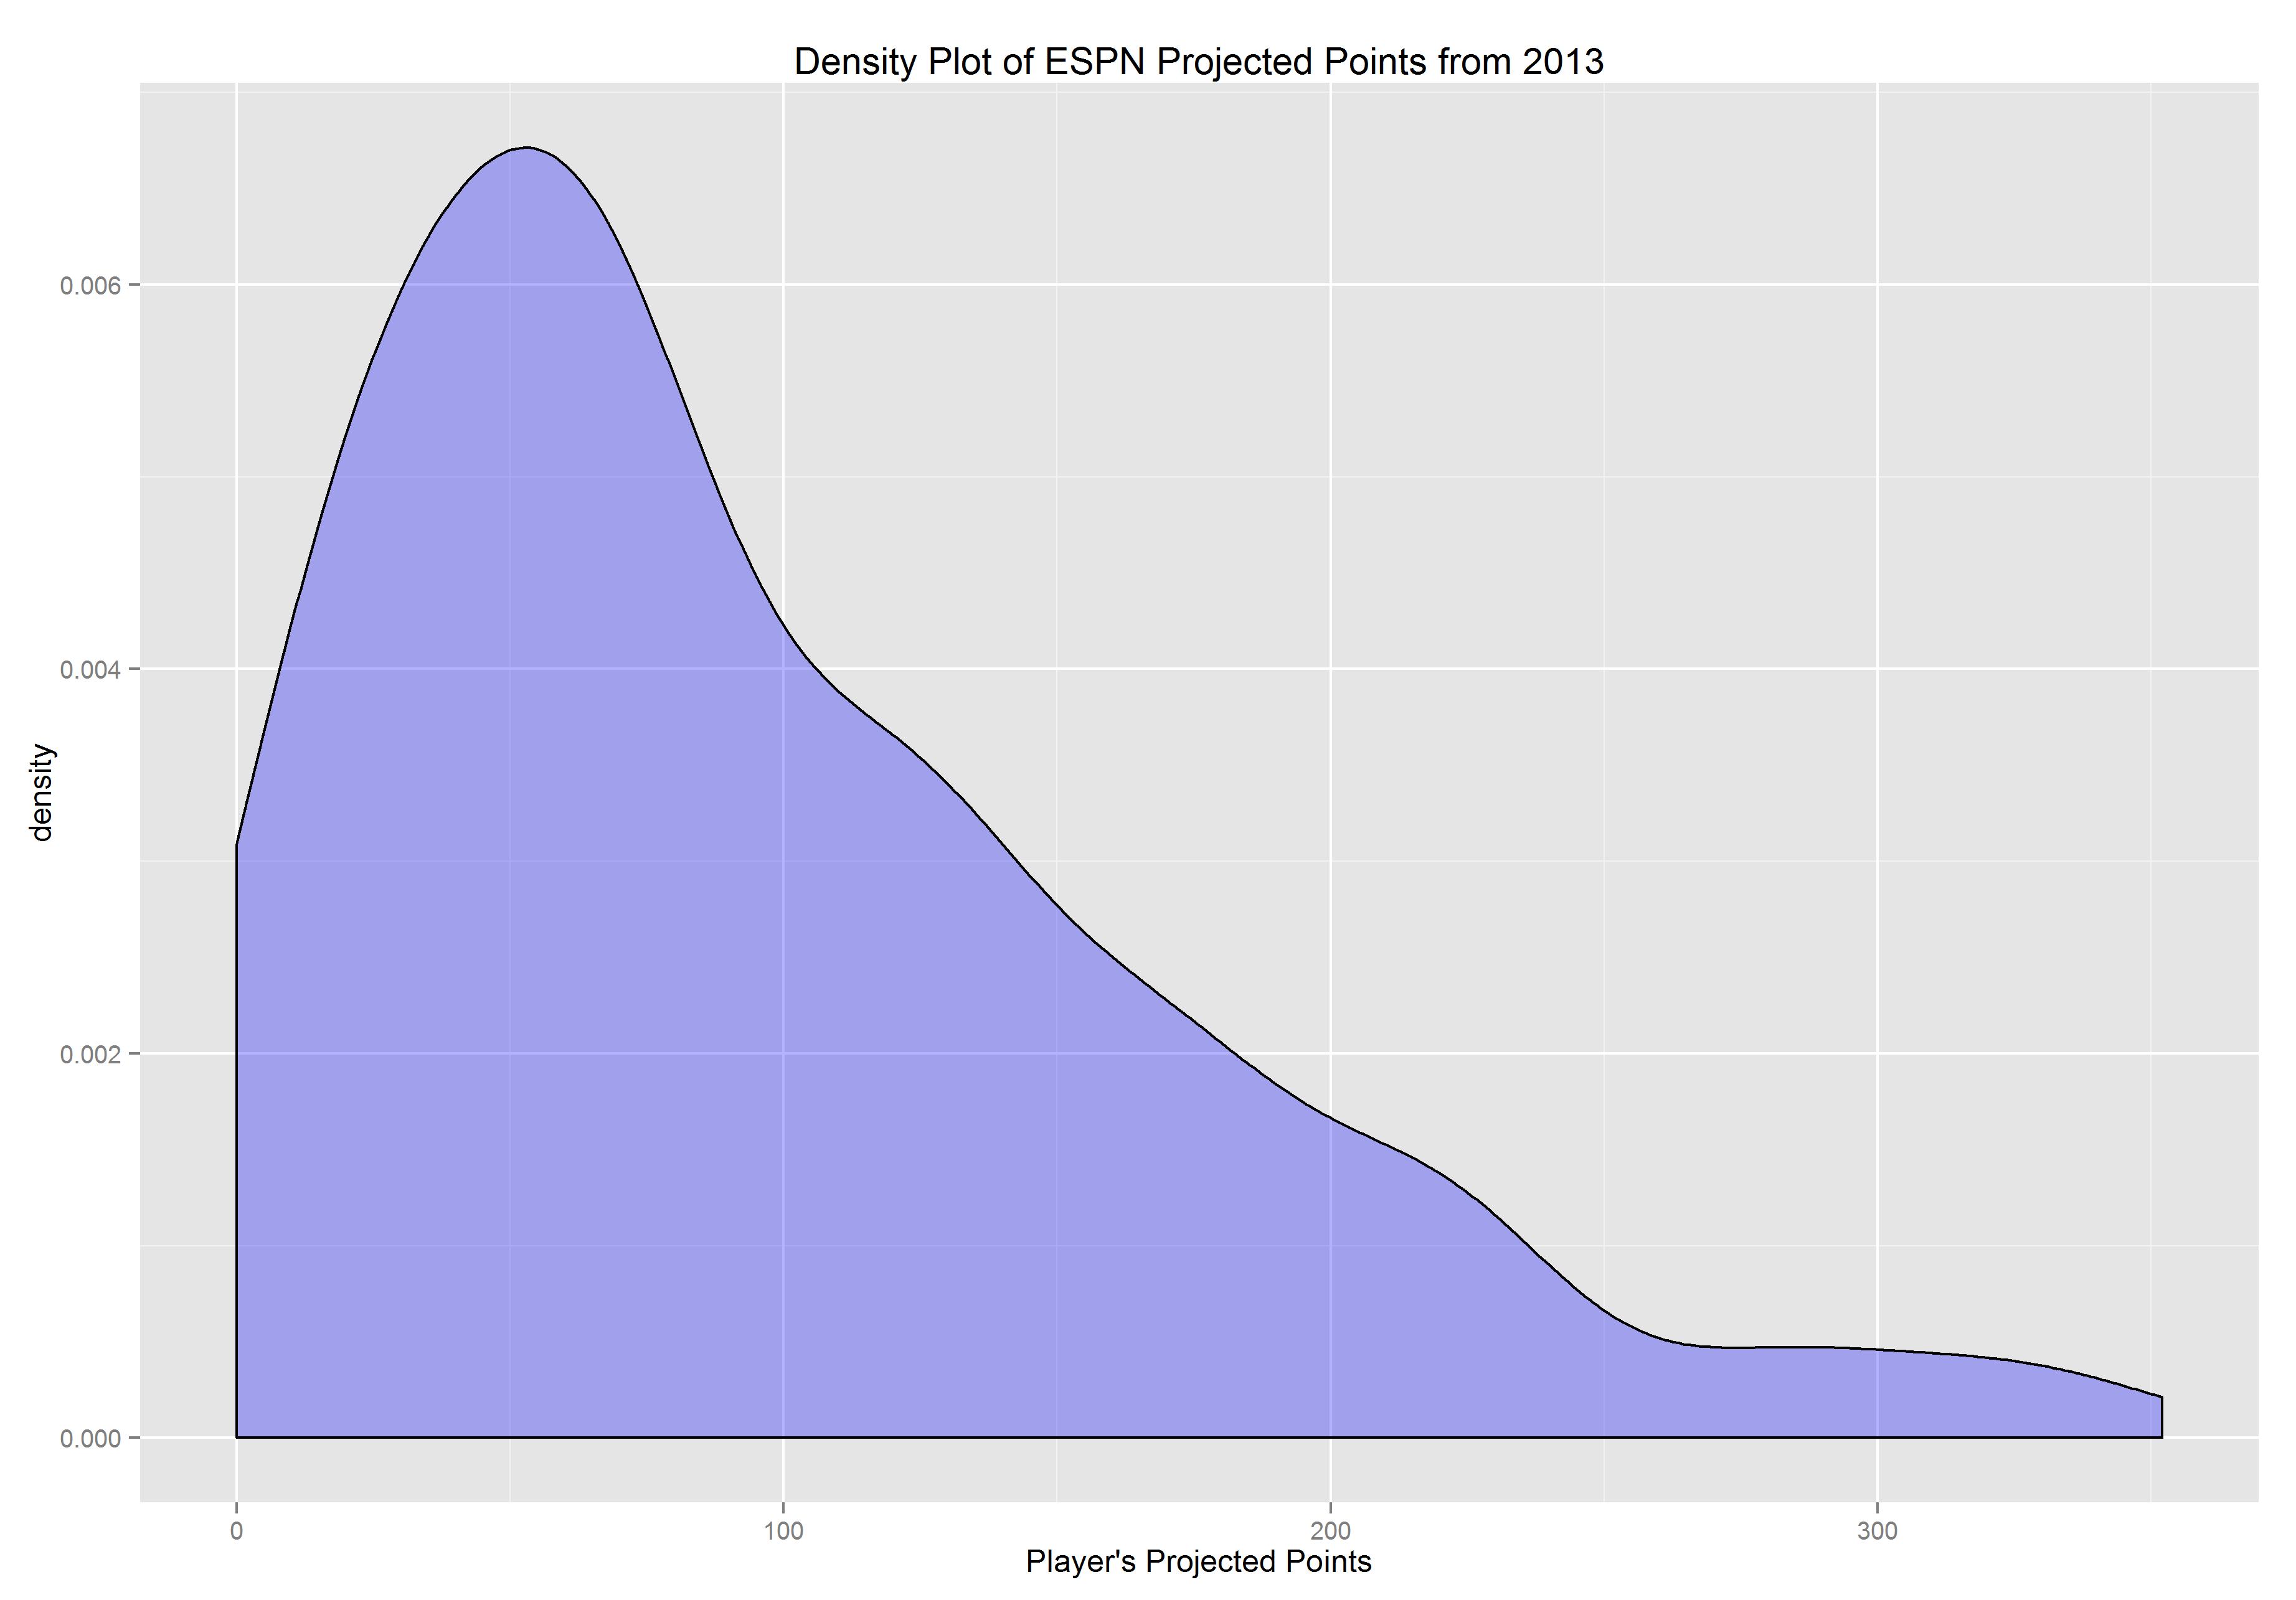 Density Plot of ESPN Projected Points from 2013
density
0.006
0.004
0.002
0.000
0 100 200 300
Player's Projected Points